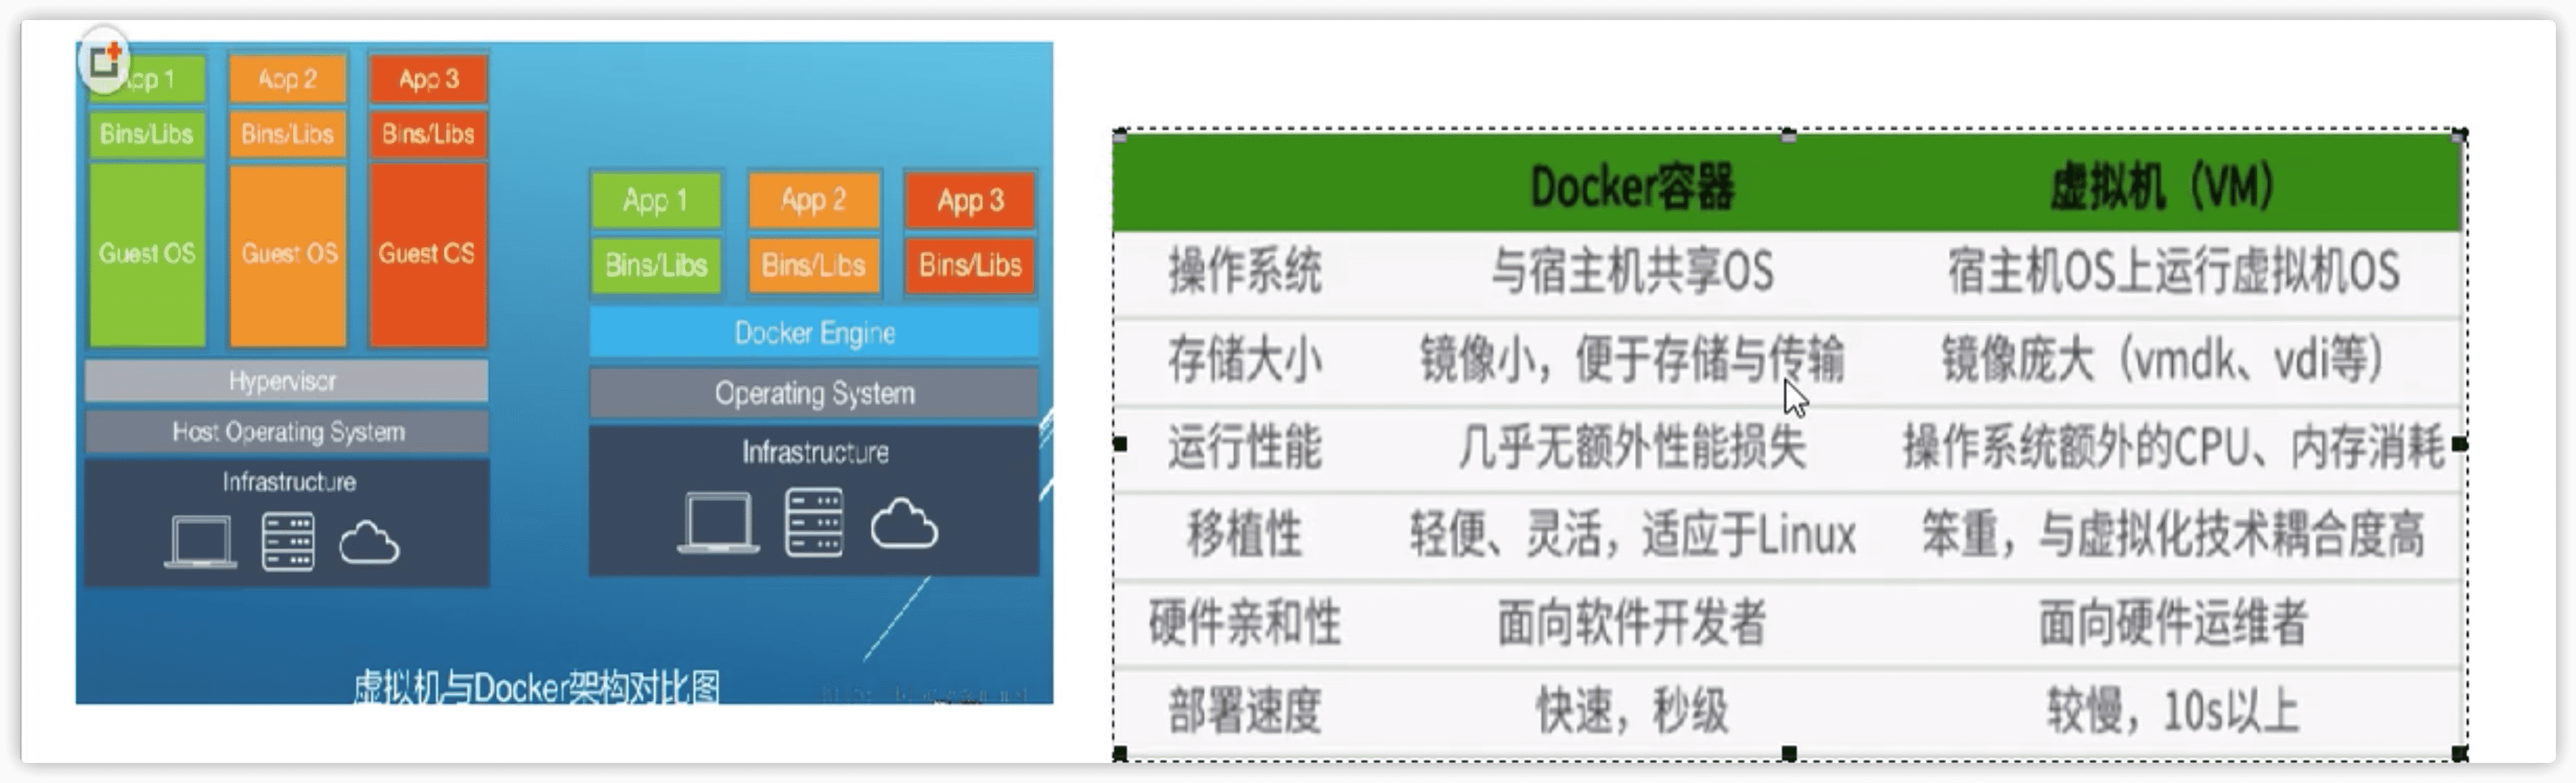 App 1 App 2 App 3
Bins/Libs Bins/Libs Bins/Libs
Guest OS Guest OS Guest OS
Hypervisor
Host Operating System
Infrastructure
App 1 App 2 App 3
Bins/Libs Bins/Libs Bins/Libs
Docker Engine
Operating System
Infrastructure
虚拟机与Docker架构对比图
Docker容器 虚拟机（VM）
操作系统 与宿主机共享OS 宿主机OS上运行虚拟机OS
存储大小 镜像小，便于存储与传输 镜像庞大（vmdk、vdi等）
运行性能 几乎无额外性能损失 操作系统额外的CPU、内存消耗
移植性 轻便、灵活，适应于Linux 笨重，与虚拟化技术耦合度高
硬件亲和性 面向软件开发者 面向硬件运维者
部署速度 快速，秒级 较慢，10s以上